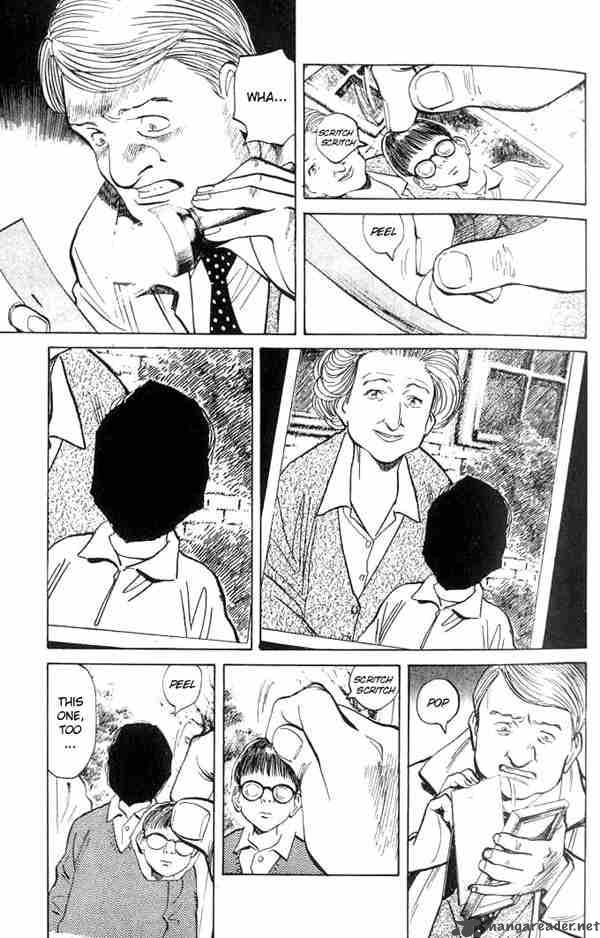 WHA...
SCRITCH
SCRITCH
PEEL
THIS
ONE,
TOO
...
PEEL
SCRITCH
SCRITCH
POP
mangareader.net